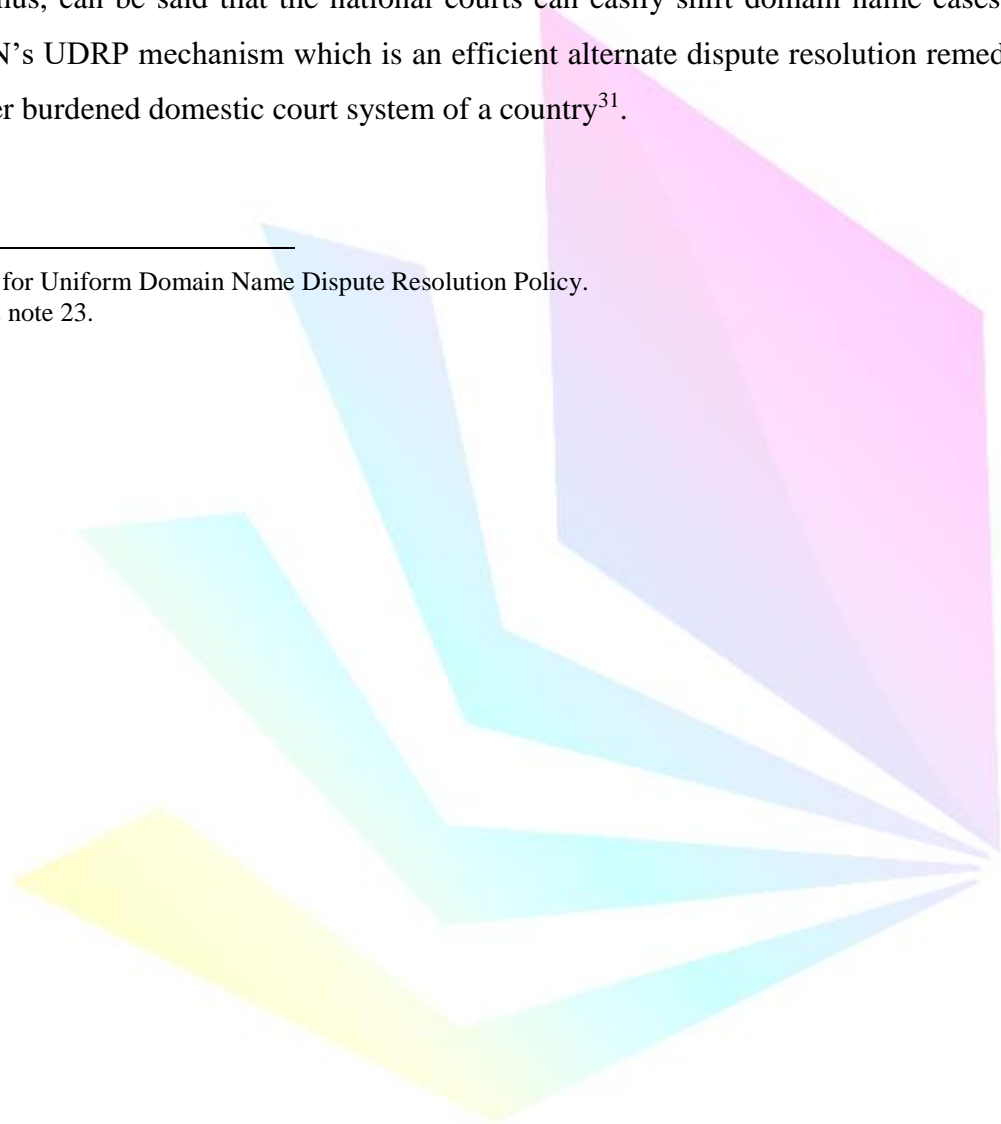 nus, can be said that the national courts can easily shift domain name cases
N's UDRP mechanism which is an efficient alternate dispute resolution remed
er burdened domestic court system of a country31.
for Uniform Domain Name Dispute Resolution Policy.
note 23.